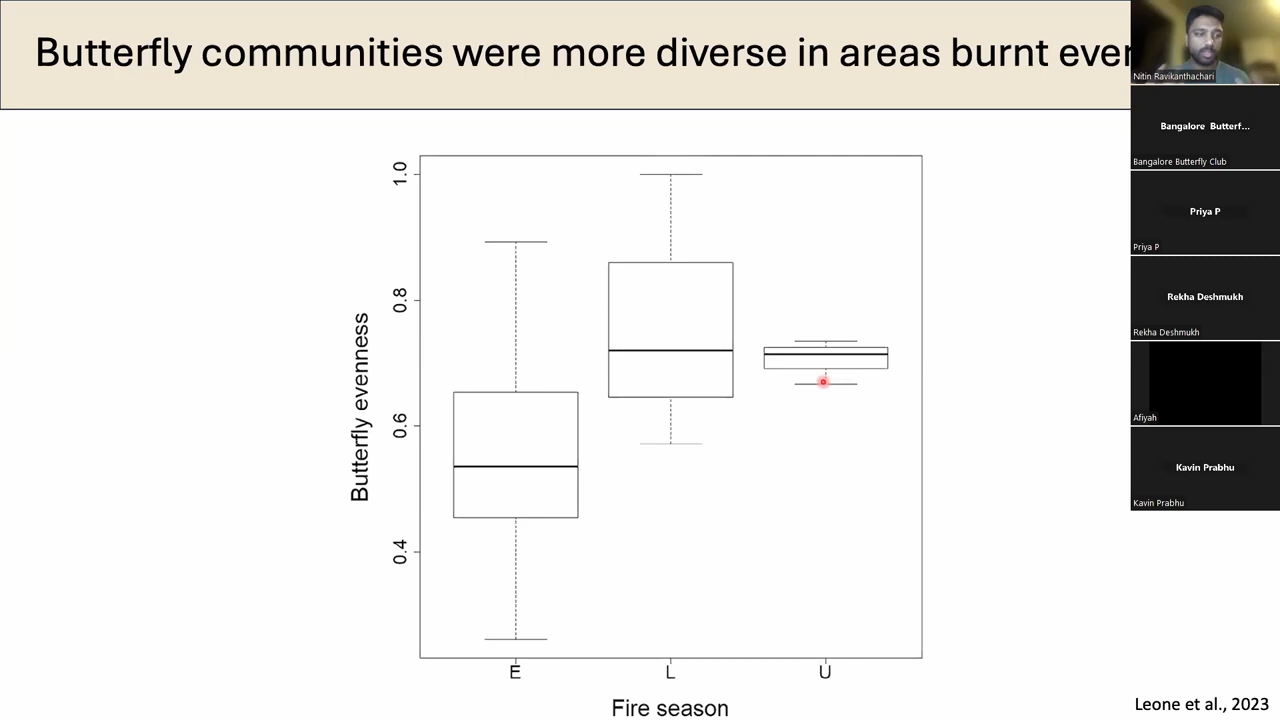 Butterfly communities were more diverse in areas burnt
Nitin Ravikanthachari
Bangalore Butterf...
Bangalore Butterfly Club
Priya P
Priya P
Rekha Deshmukh
Rekha Deshmukh
Afiyah
Kavin Prabhu
Kavin Prabhu
Butterfly evenness
1.0
0.8
0.6
0.4
E L U
Fire season
Leone et al., 2023